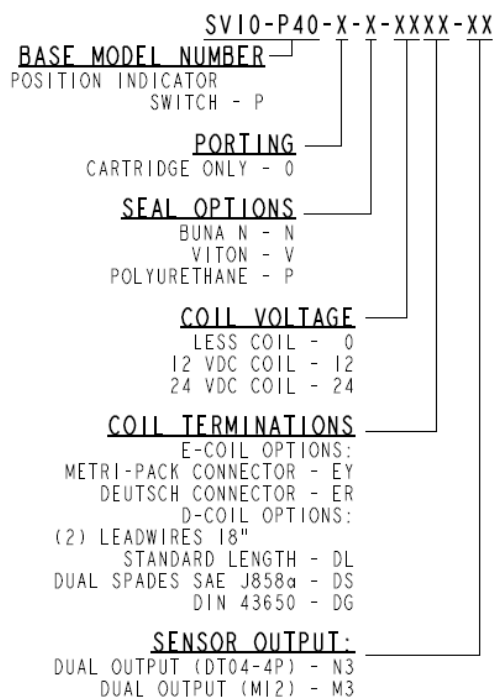 SV10-P40-X-X-XXXX-XX
BASE MODEL NUMBER
POSITION INDICATOR
SWITCH - P
PORTING
CARTRIDGE ONLY - 0
SEAL OPTIONS
BUNA N - N
VITON - V
POLYURETHANE - P
COIL VOLTAGE
LESS COIL - 0
12 VDC COIL - 12
24 VDC COIL - 24
COIL TERMINATIONS
E-COIL OPTIONS:
METRI-PACK CONNECTOR - EY
DEUTSCH CONNECTOR - ER
D-COIL OPTIONS:
(2) LEADWIRES 18"
STANDARD LENGTH - DL
DUAL SPADES SAE J858a - DS
DIN 43650 - DG
SENSOR OUTPUT:
DUAL OUTPUT (DT04-4P) - N3
DUAL OUTPUT (M12) - M3